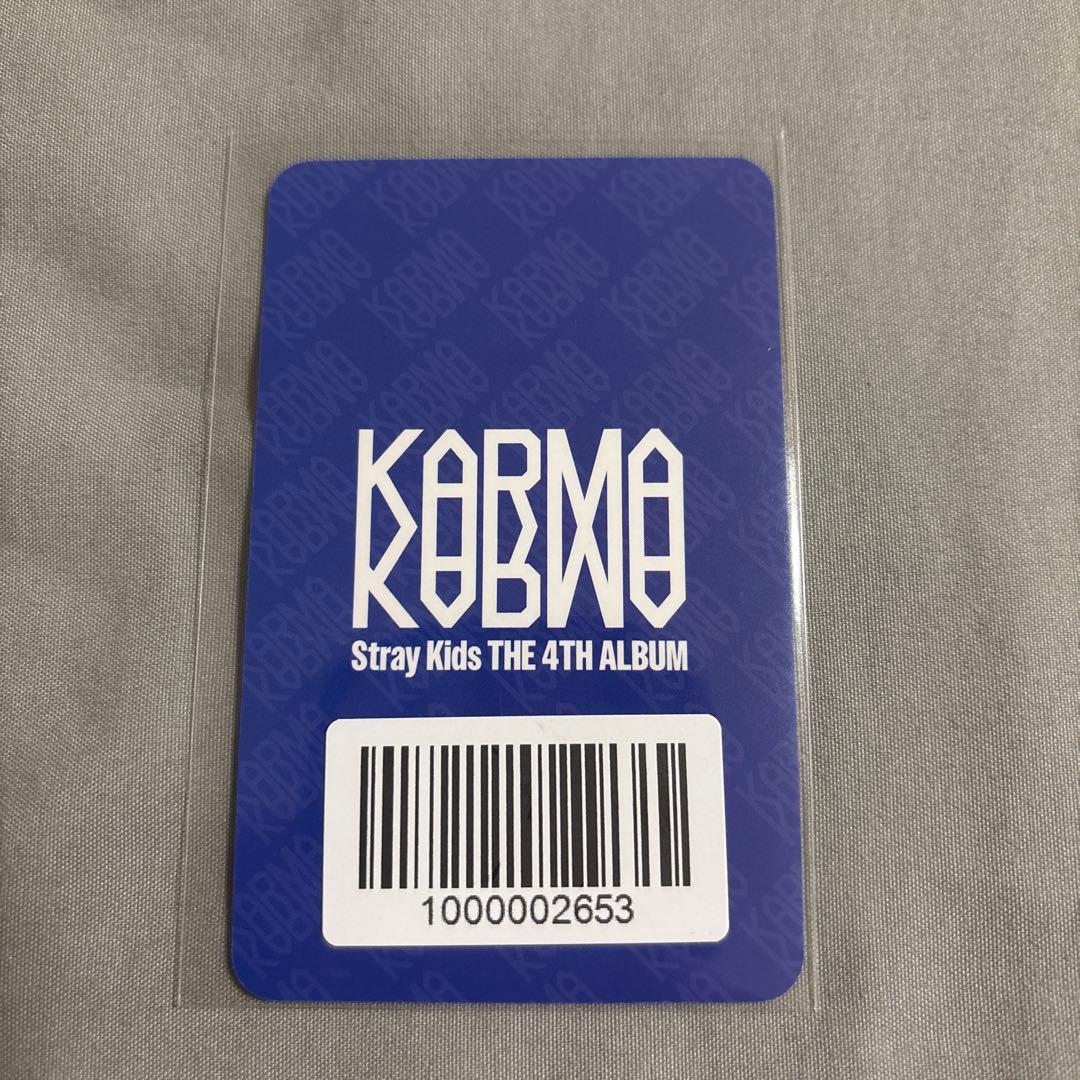 KARMA
Stray Kids THE 4TH ALBUM
1000002653